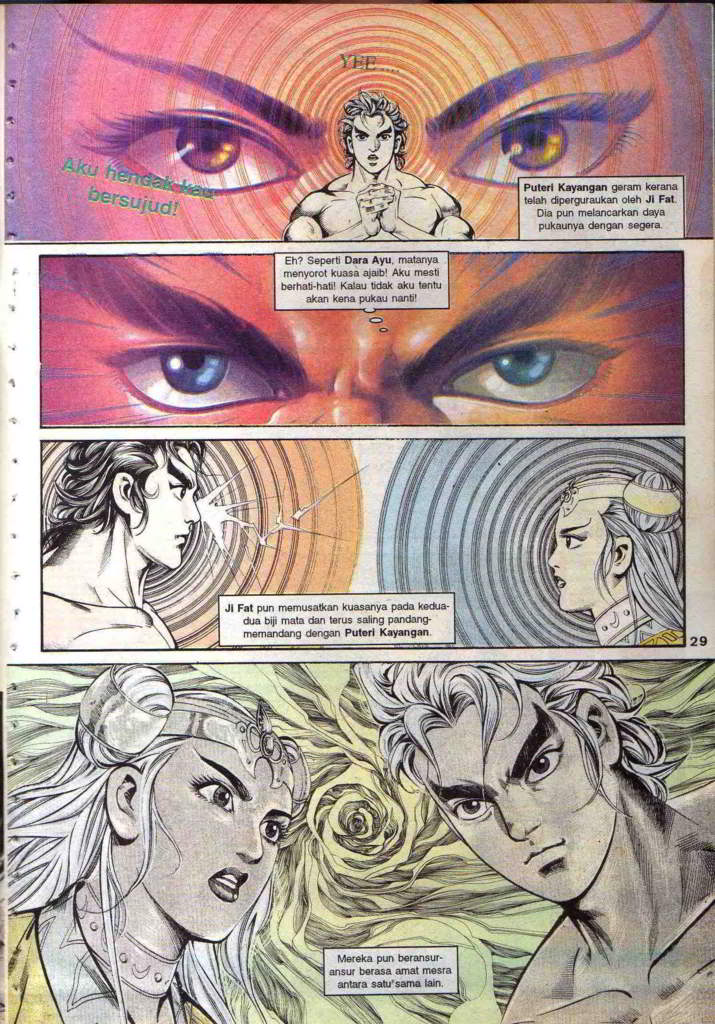 YEE....
Aku hendak kau
bersujud!
Puteri Kayangan geram kerana
telah diperguraukan oleh Ji Fat.
Dia pun melancarkan daya
pukaunya dengan segera.
Eh? Seperti Dara Ayu, matanya
menyorot kuasa ajaib! Aku mesti
berhati-hati! Kalau tidak aku tentu
akan kena pukau nanti!
Ji Fat pun memusatkan kuasanya pada kedua-
dua biji mata dan terus saling pandang-
memandang dengan Puteri Kayangan.
29
Mereka pun beransur-
ansur berasa amat mesra
antara satu sama lain.